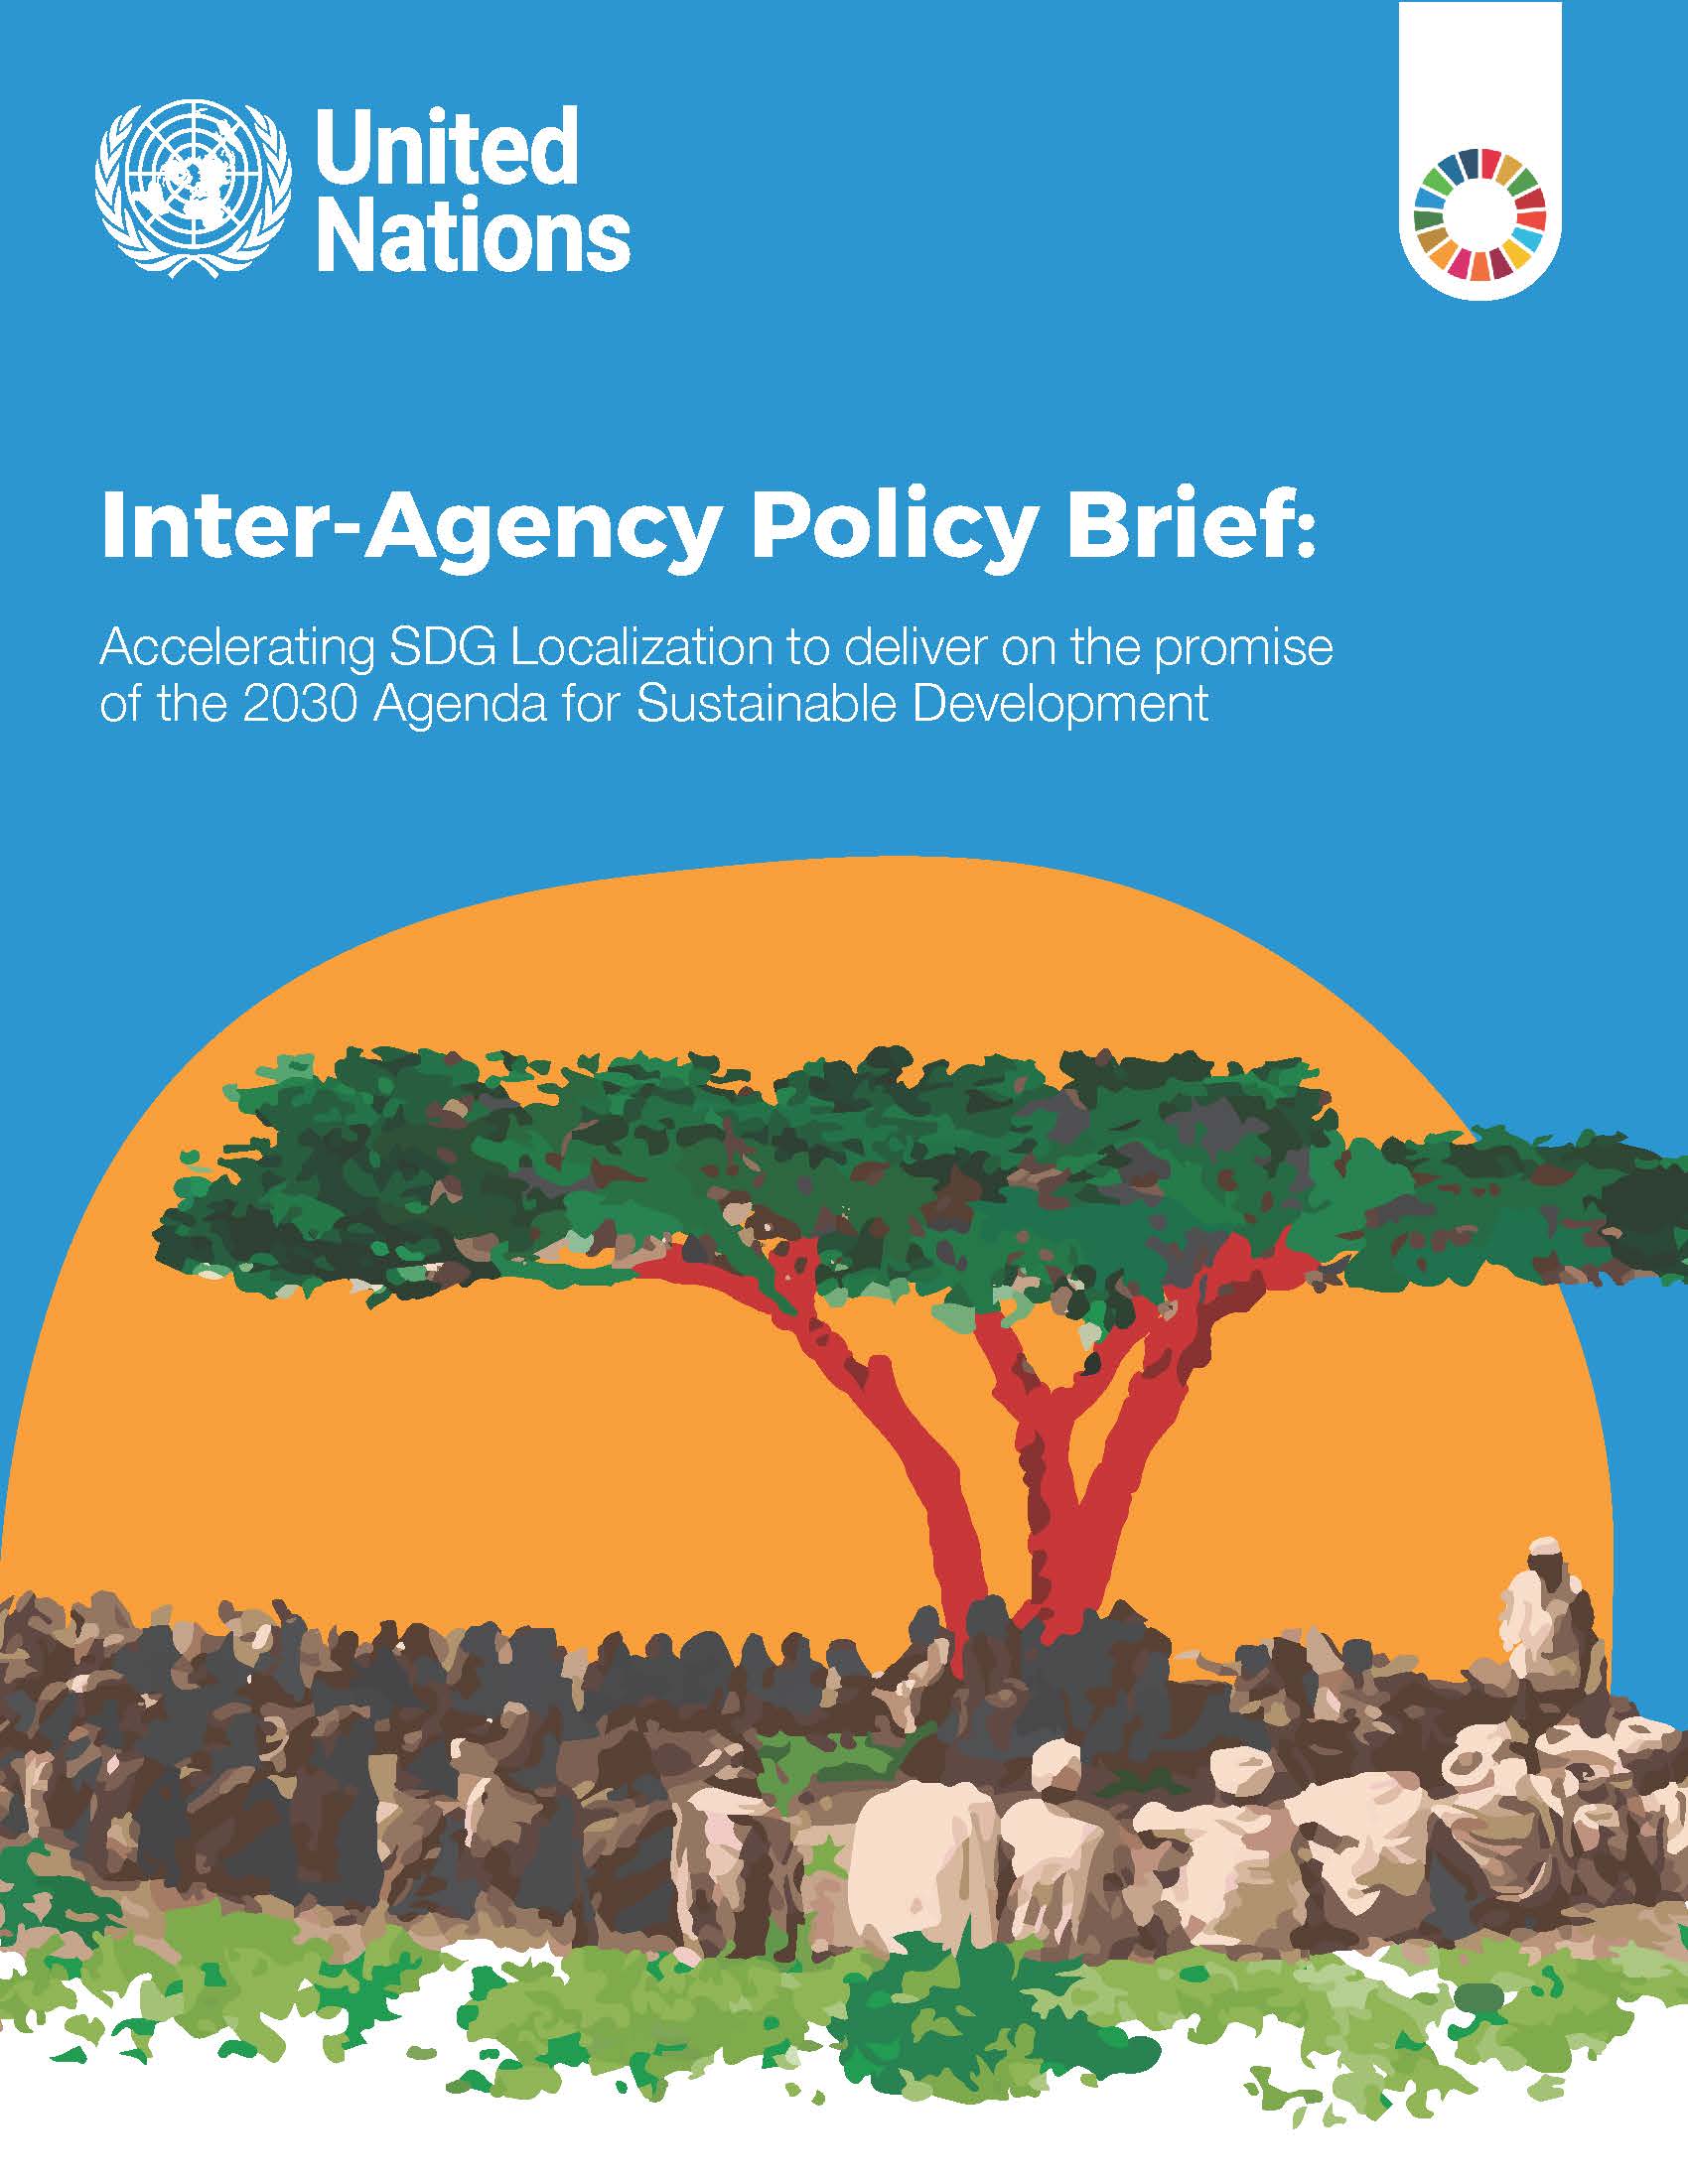 United
Nations
Inter-Agency Policy Brief:
Accelerating SDG Localization to deliver on the promise
of the 2030 Agenda for Sustainable Development